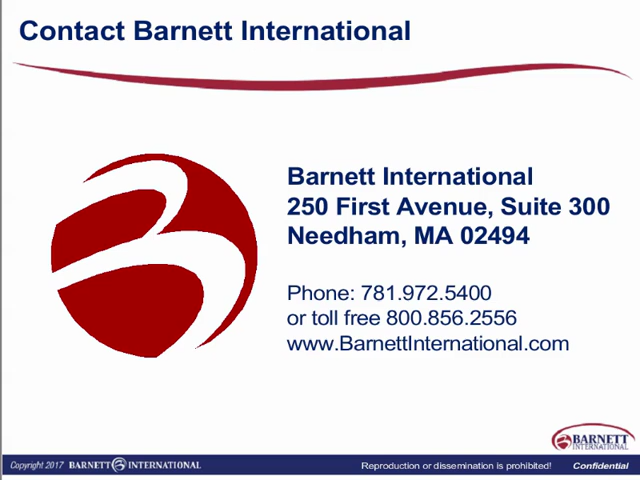 Contact Barnett International
Barnett International
250 First Avenue, Suite 300
Needham, MA 02494
Phone: 781.972.5400
or toll free 800.856.2556
www.BarnettInternational.com
BARNETT
INTERNATIONAL
Copyright 2017 BARNETT INTERNATIONAL
Reproduction or dissemination is prohibited! Confidential